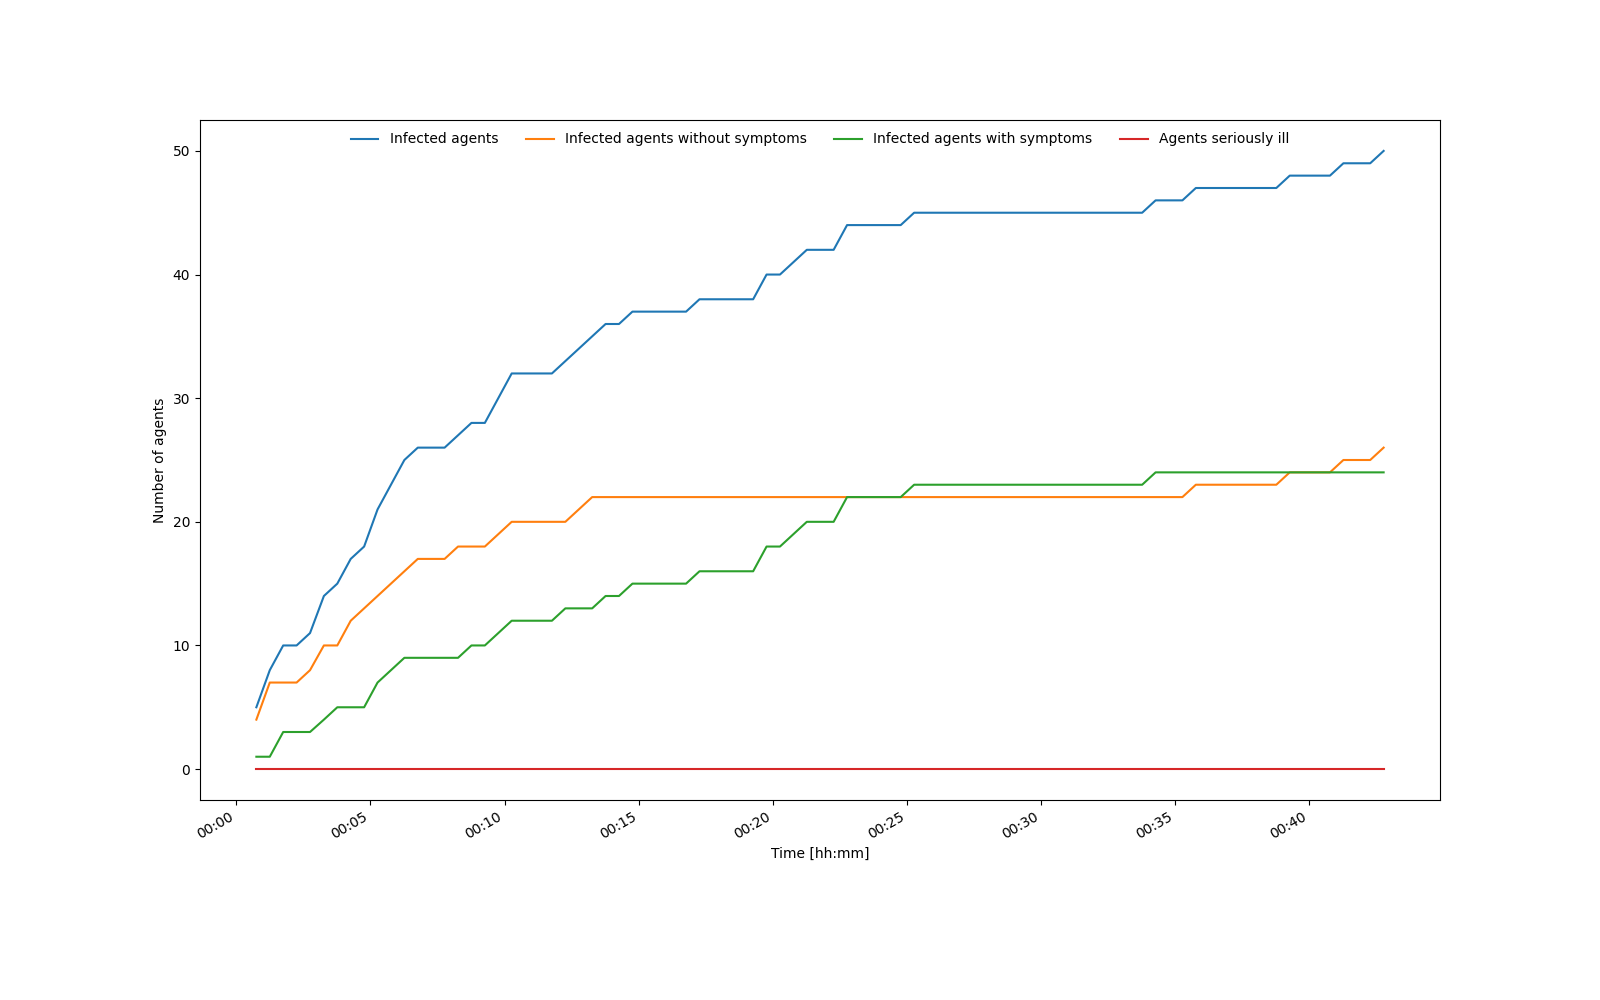 Infected agents Infected agents without symptoms Infected agents with symptoms Agents seriously ill
50
40
30
20
10
0
Number of agents
00:00 00:05 00:10 00:15 00:20 00:25 00:30 00:35 00:40
Time [hh:mm]